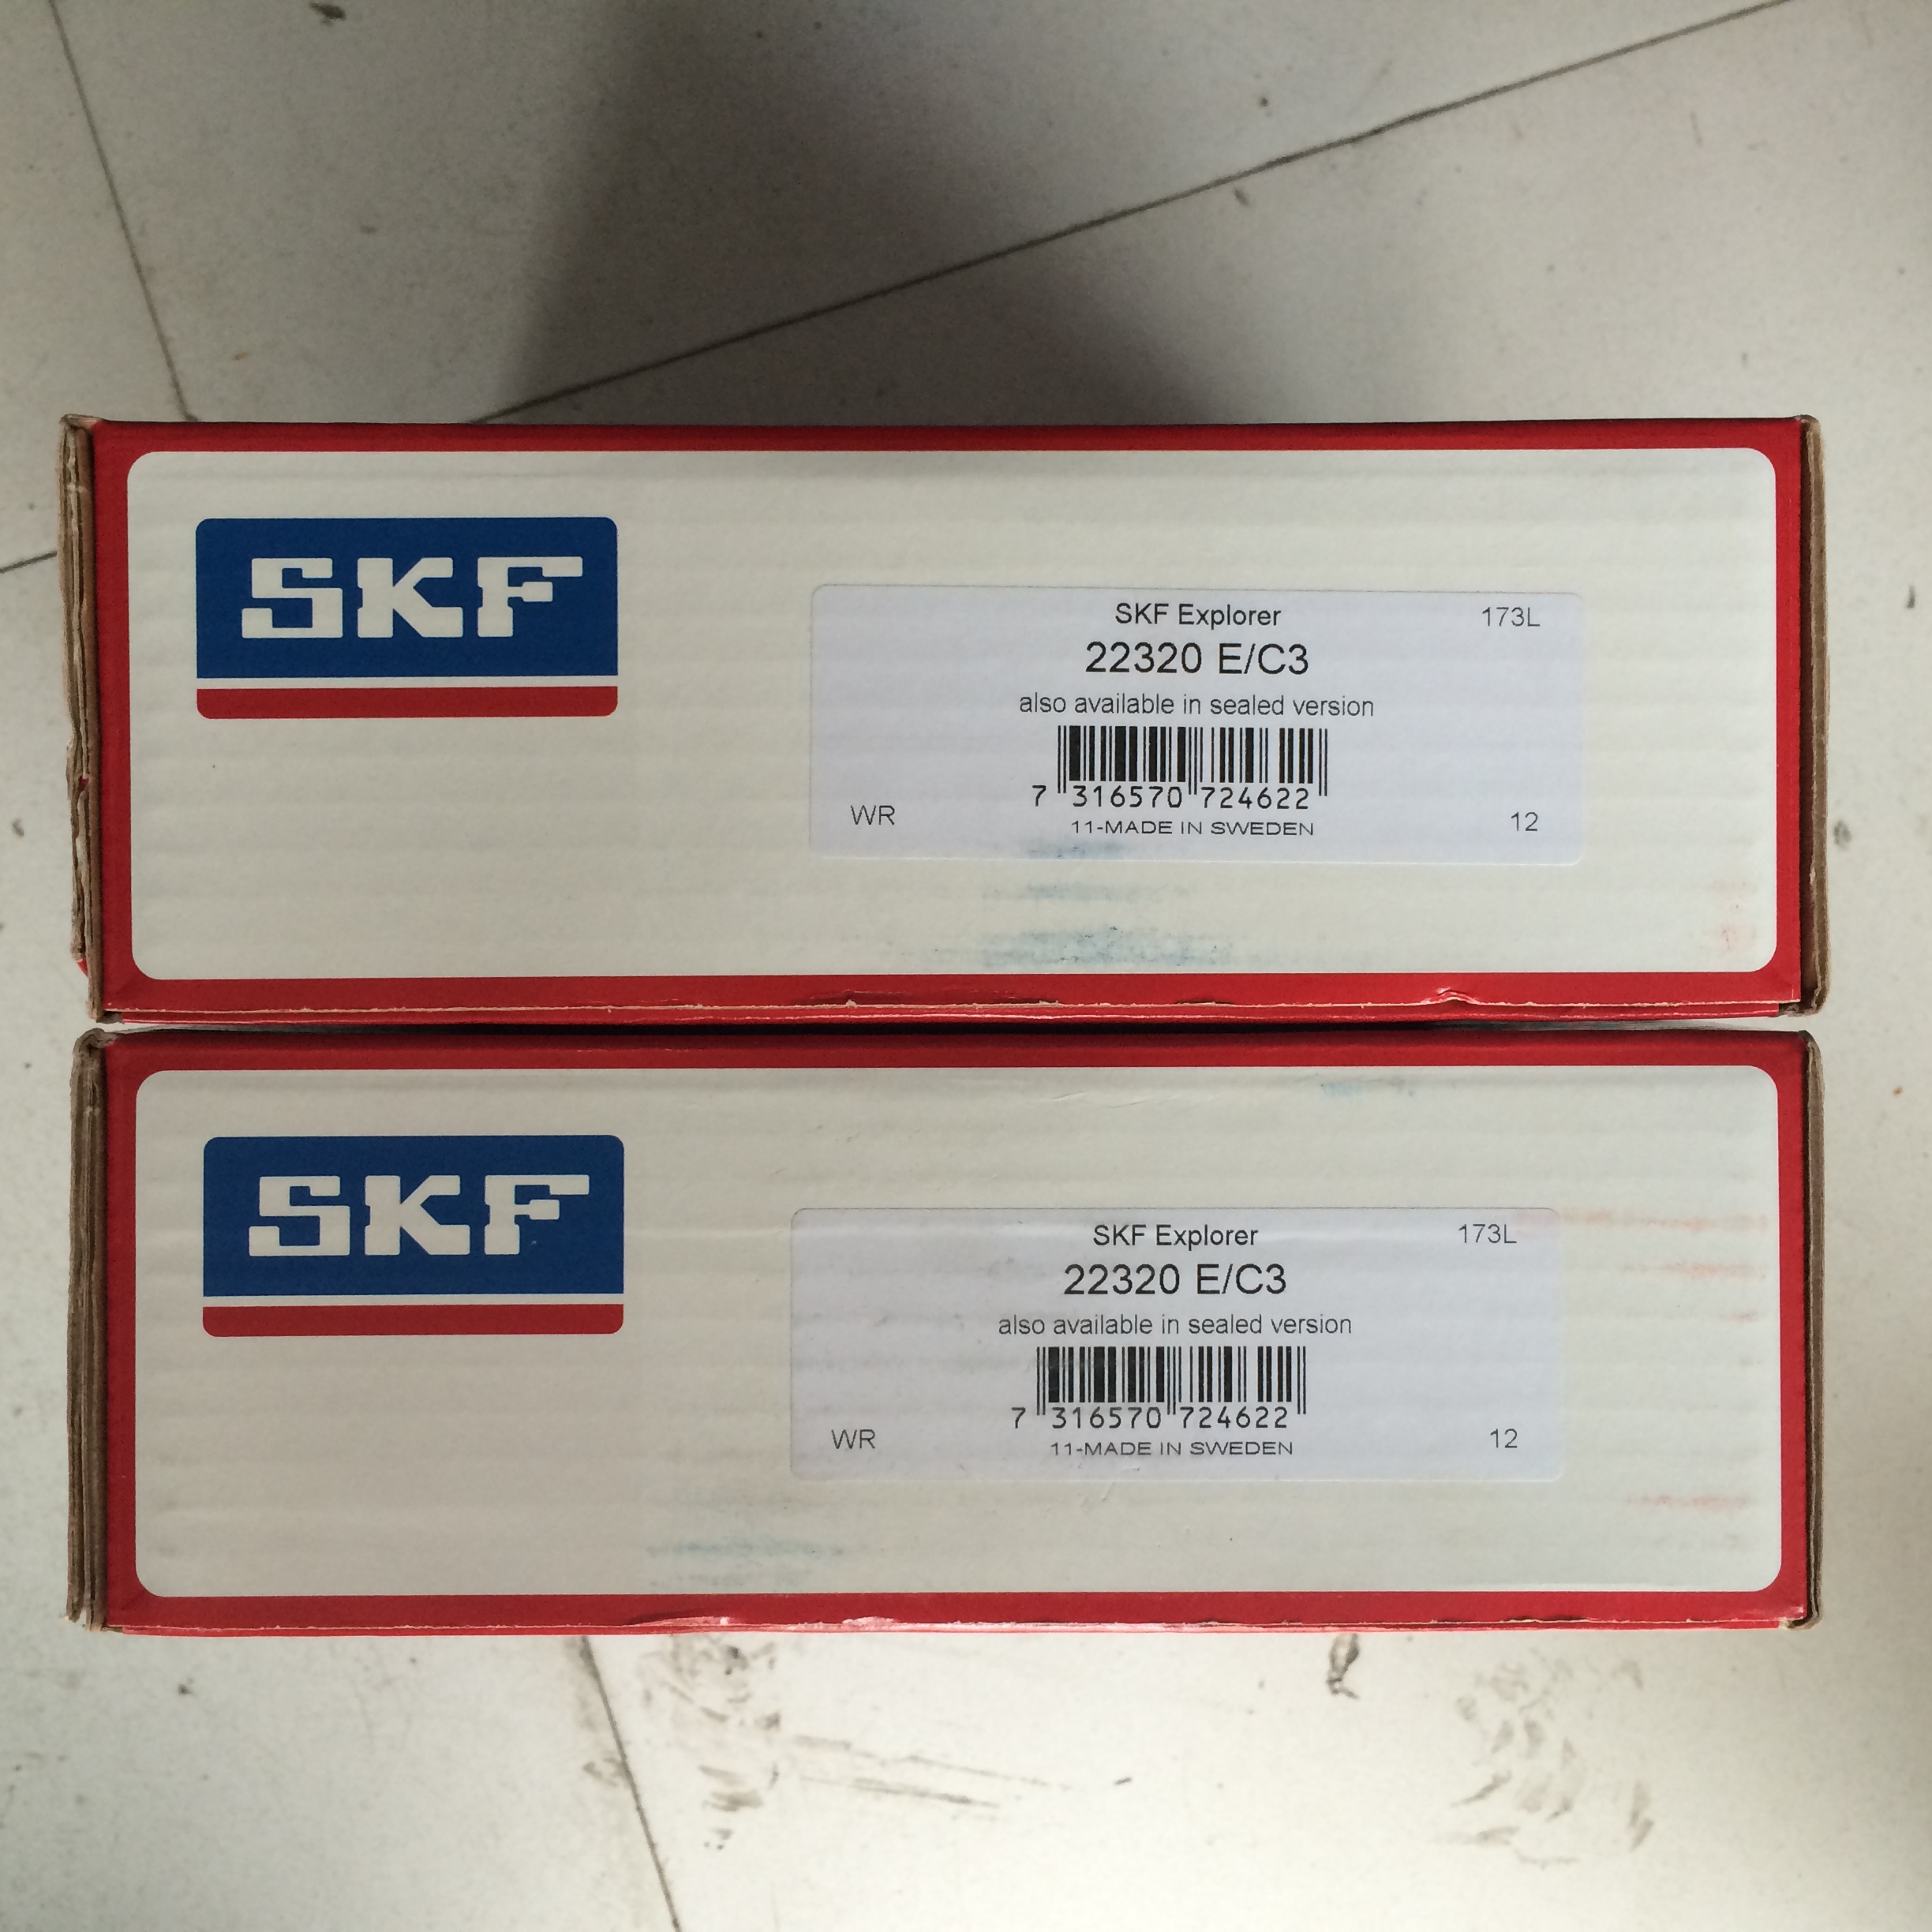 SKF
SKF Explorer
173L
22320 E/C3
also available in sealed version
7 316570 724622
WR
11-MADE IN SWEDEN
12
SKF
SKF Explorer
173L
22320 E/C3
also available in sealed version
7 316570 724622
WR
11-MADE IN SWEDEN
12